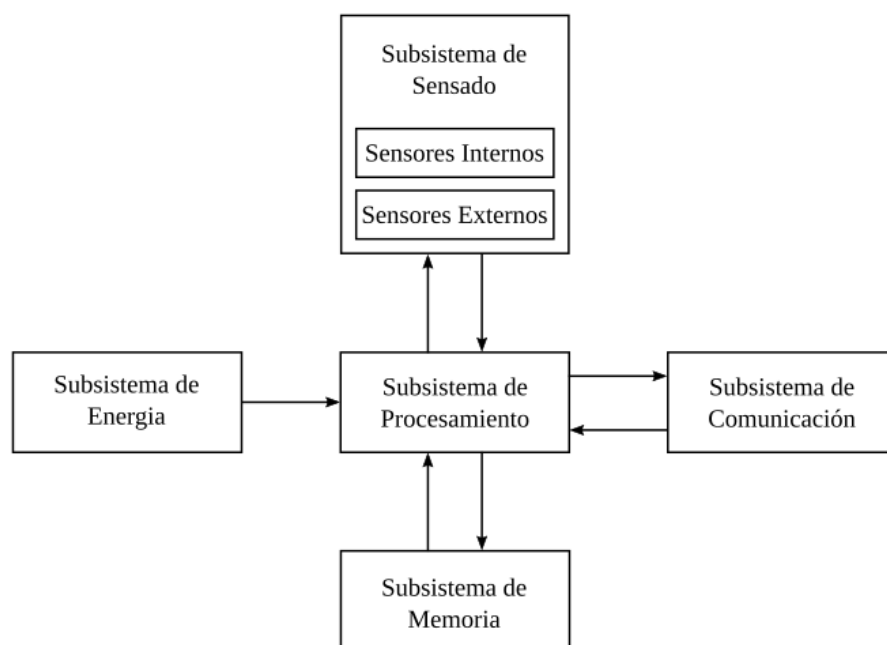 Subsistema de
Sensado
Sensores Internos
Sensores Externos
Subsistema de
Energia
Subsistema de
Procesamiento
Subsistema de
Comunicación
Subsistema de
Memoria